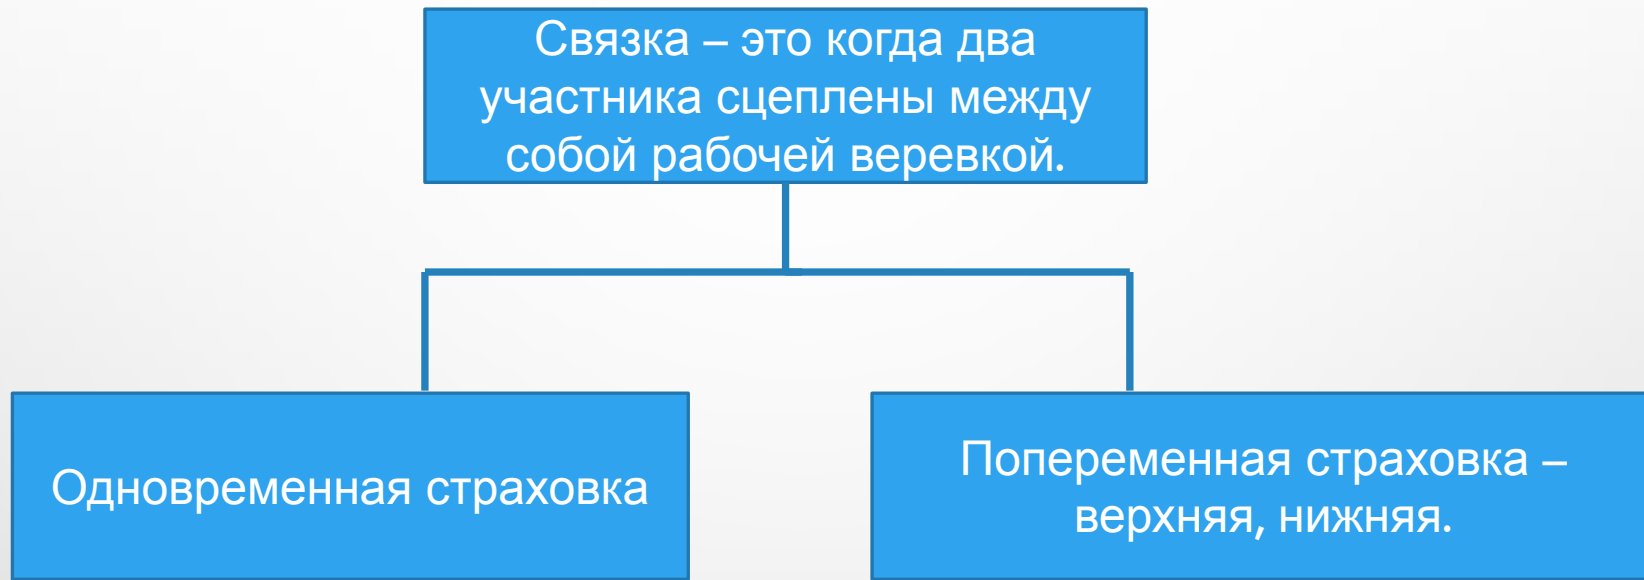 Связка – это когда два
участника сцеплены между
собой рабочей веревкой.
Одновременная страховка
Попеременная страховка –
верхняя, нижняя.